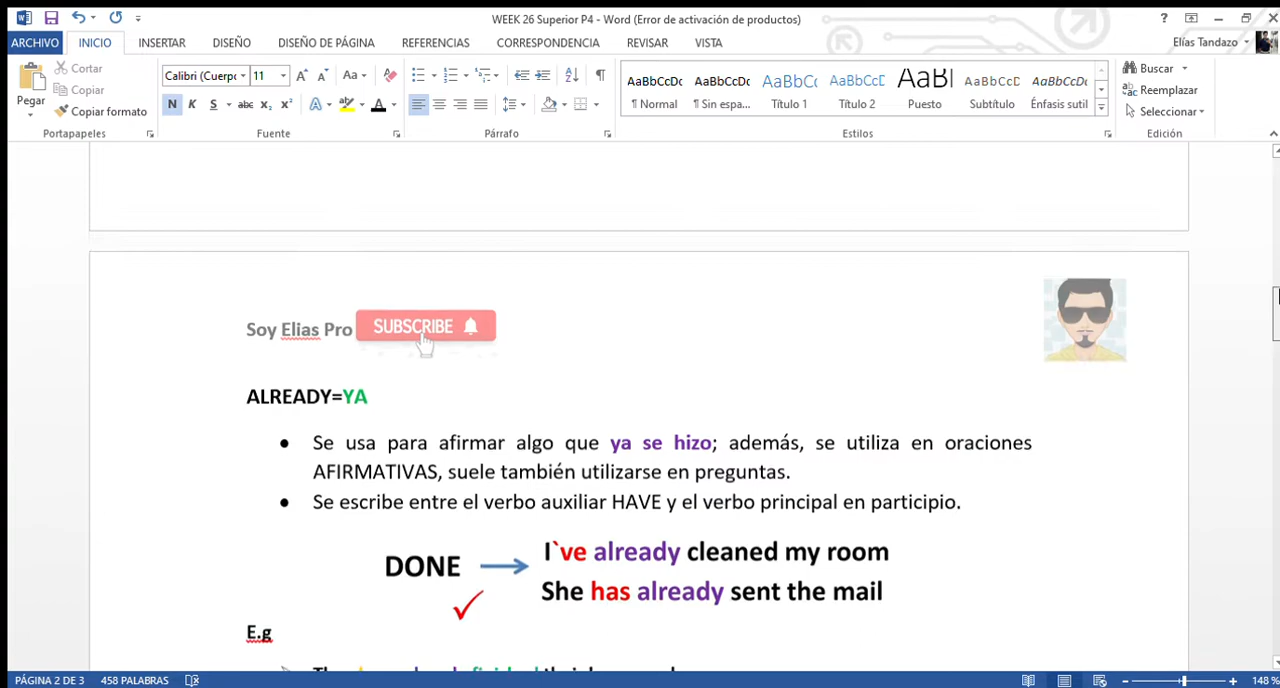 WEEK 26 Superior P4 - Word (Error de activación de productos)
ARCHIVO INICIO INSERTAR DISEÑO DISEÑO DE PÁGINA REFERENCIAS CORRESPONDENCIA REVISAR VISTA Elías Tandazo
Pegar
Cortar
Copiar
Copiar formato
Portapapeles
Calibri (Cuerpo 11
N K S abc x₂ x² A A
Fuente
Párrafo
AaBbCcDc AaBbCcDc AaBbCc AaBbCcD AaBl AaBbCcDc AaBbCcDc
¶ Normal ¶ Sin espa... Título 1 Título 2 Puesto Subtítulo Énfasis sutil
Estilos
Buscar
Reemplazar
Seleccionar
Edición
Soy Elias Pro SUBSCRIBE
ALREADY=YA
• Se usa para afirmar algo que ya se hizo; además, se utiliza en oraciones
AFIRMATIVAS, suele también utilizarse en preguntas.
• Se escribe entre el verbo auxiliar HAVE y el verbo principal en participio.
DONE
I`ve already cleaned my room
She has already sent the mail
E.g
PÁGINA 2 DE 3 458 PALABRAS 148 %